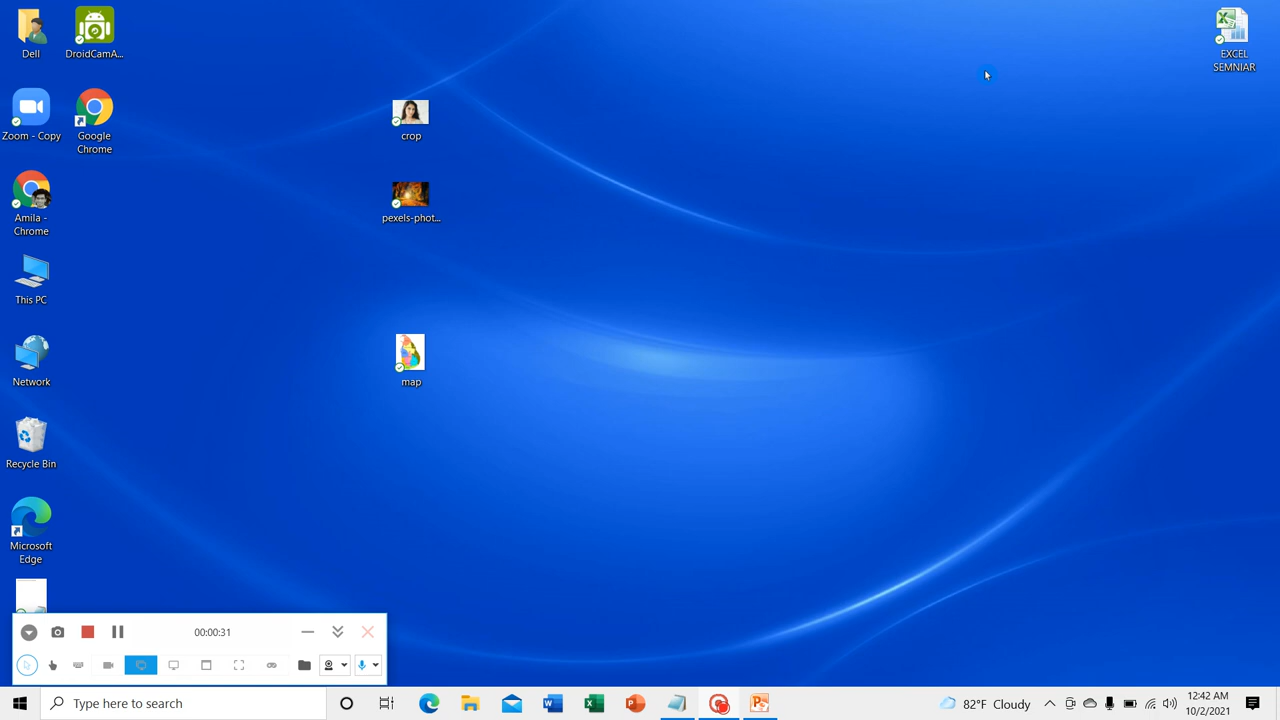 Dell
DroidCamA...
EXCEL
SEMNIAR
Zoom - Copy
Google
Chrome
crop
Amila -
Chrome
pexels-phot...
This PC
Network
map
Recycle Bin
Microsoft
Edge
00:00:31
Type here to search
82°F Cloudy
12:42 AM
10/2/2021